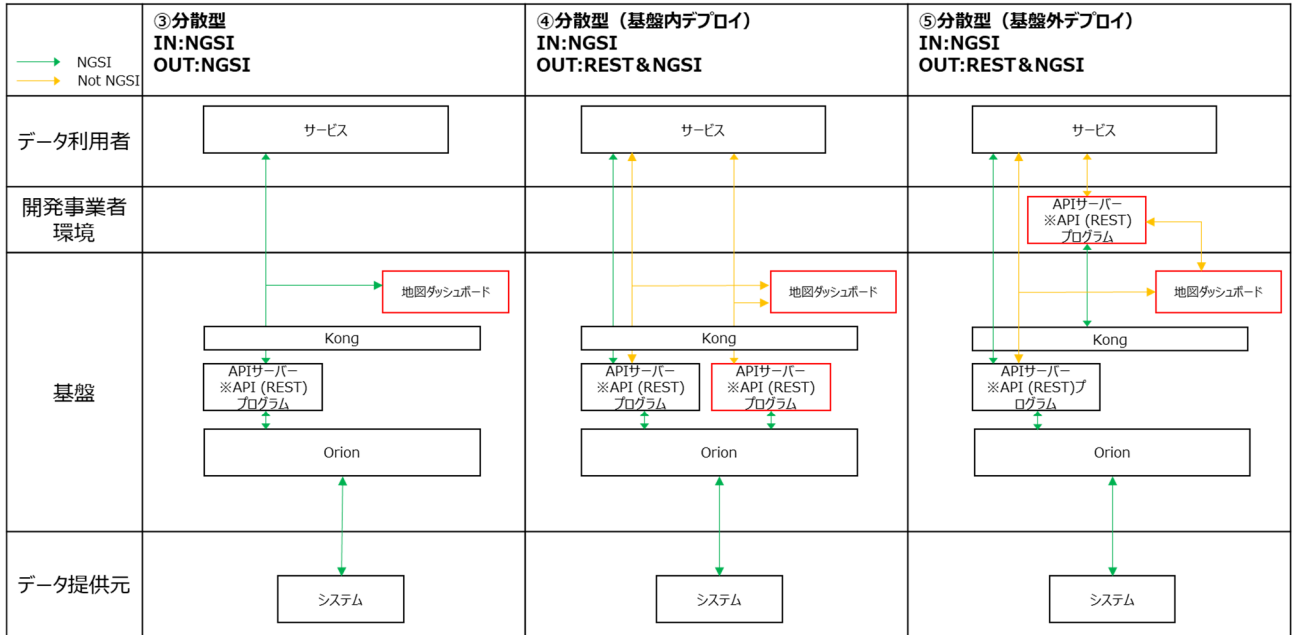 ③分散型
IN:NGSI
OUT:NGSI
④分散型（基盤内デプロイ）
IN:NGSI
OUT:REST＆NGSI
⑤分散型（基盤外デプロイ）
IN:NGSI
OUT:REST＆NGSI
NGSI
Not NGSI
データ利用者
サービス
サービス
サービス
開発事業者
環境
APIサーバー
※API (REST)
プログラム
基盤
地図ダッシュボード
地図ダッシュボード
地図ダッシュボード
Kong
Kong
Kong
APIサーバー
※API (REST)
プログラム
APIサーバー
※API (REST)
プログラム
APIサーバー
※API (REST)
プログラム
APIサーバー
※API (REST)プ
ログラム
Orion
Orion
Orion
データ提供元
システム
システム
システム